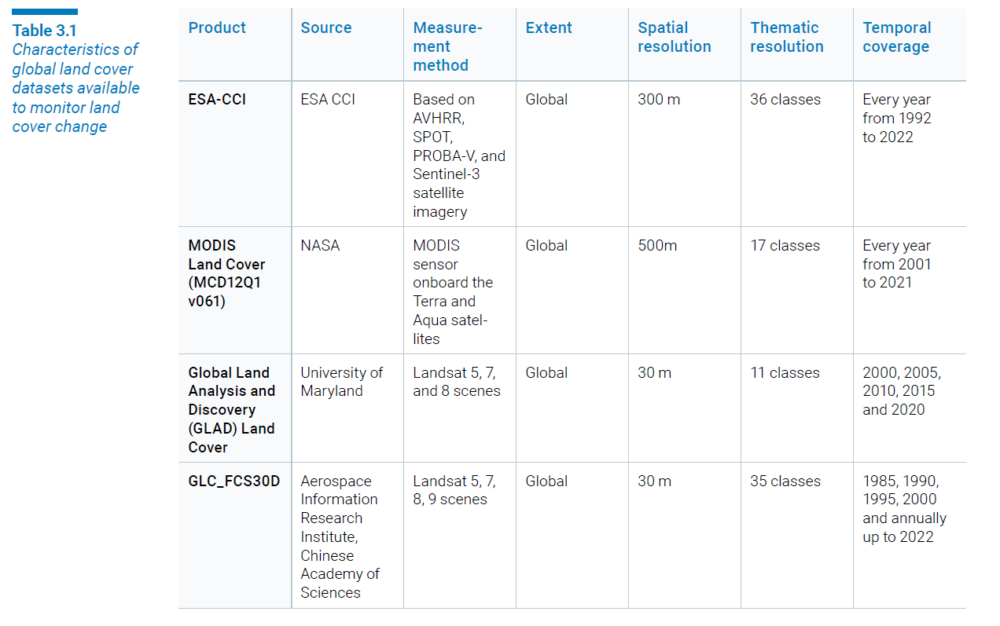 Table 3.1
Characteristics of
global land cover
datasets available
to monitor land
cover change
Product
Source
Measure-
ment
method
Extent
Spatial
resolution
Thematic
resolution
Temporal
coverage
ESA-CCI
ESA CCI
Based on
AVHRR,
SPOT,
PROBA-V, and
Sentinel-3
satellite
imagery
Global
300 m
36 classes
Every year
from 1992
to 2022
MODIS
Land Cover
(MCD12Q1
v061)
NASA
MODIS
sensor
onboard the
Terra and
Aqua satel-
lites
Global
500m
17 classes
Every year
from 2001
to 2021
Global Land
Analysis and
Discovery
(GLAD) Land
Cover
University of
Maryland
Landsat 5, 7,
and 8 scenes
Global
30 m
11 classes
2000, 2005,
2010, 2015
and 2020
GLC_FCS30D
Aerospace
Information
Research
Institute,
Chinese
Academy of
Sciences
Landsat 5, 7,
8, 9 scenes
Global
30 m
35 classes
1985, 1990,
1995, 2000
and annually
up to 2022